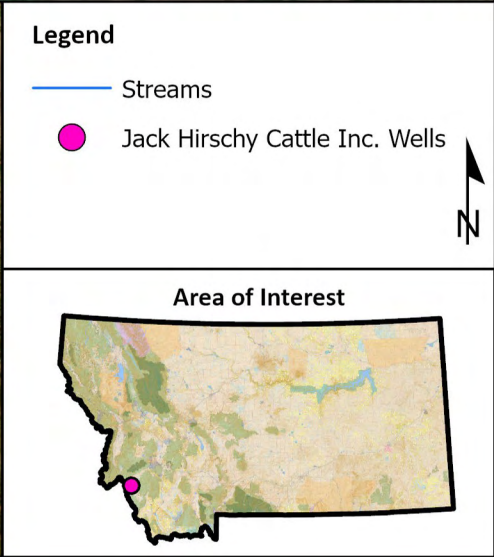 Legend
Streams
Jack Hirschy Cattle Inc. Wells
N
Area of Interest